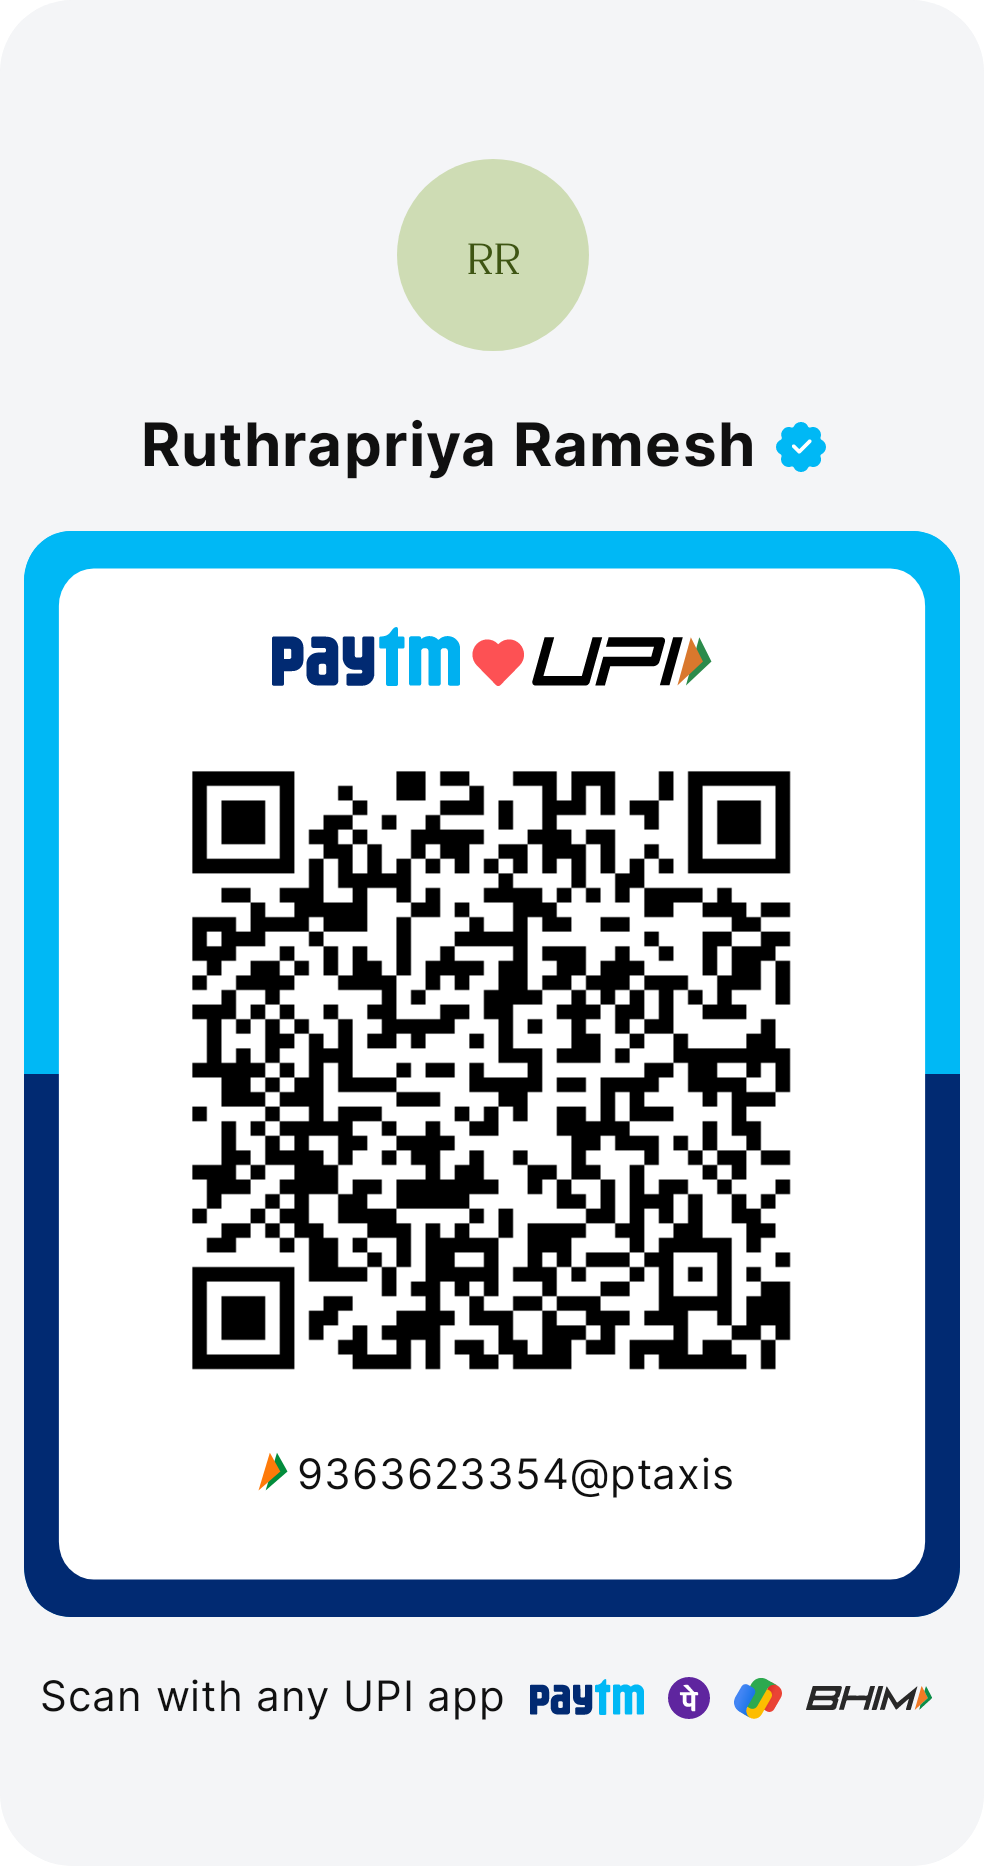 RR
Ruthrapriya Ramesh
paytm UPI
9363623354@ptaxis
Scan with any UPI app paytm पे BHIM